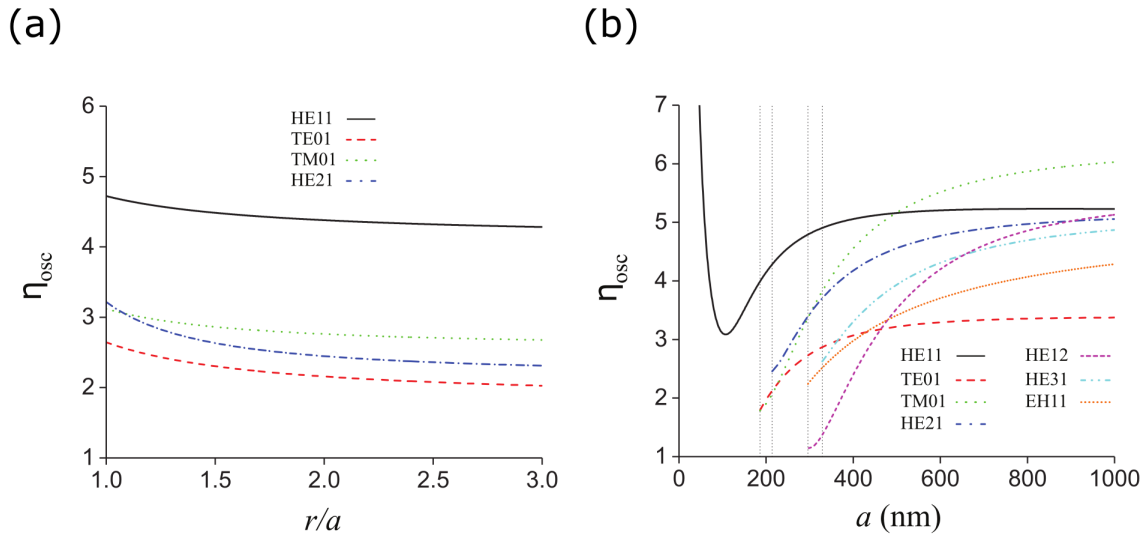 (a)
6
5
4
3
2
1
ηosc
HE11
TE01
TM01
HE21
1.0 1.5 2.0 2.5 3.0
r/a
(b)
7
6
5
4
3
2
1
ηosc
HE11
TE01
TM01
HE21
HE12
HE31
EH11
0 200 400 600 800 1000
a (nm)